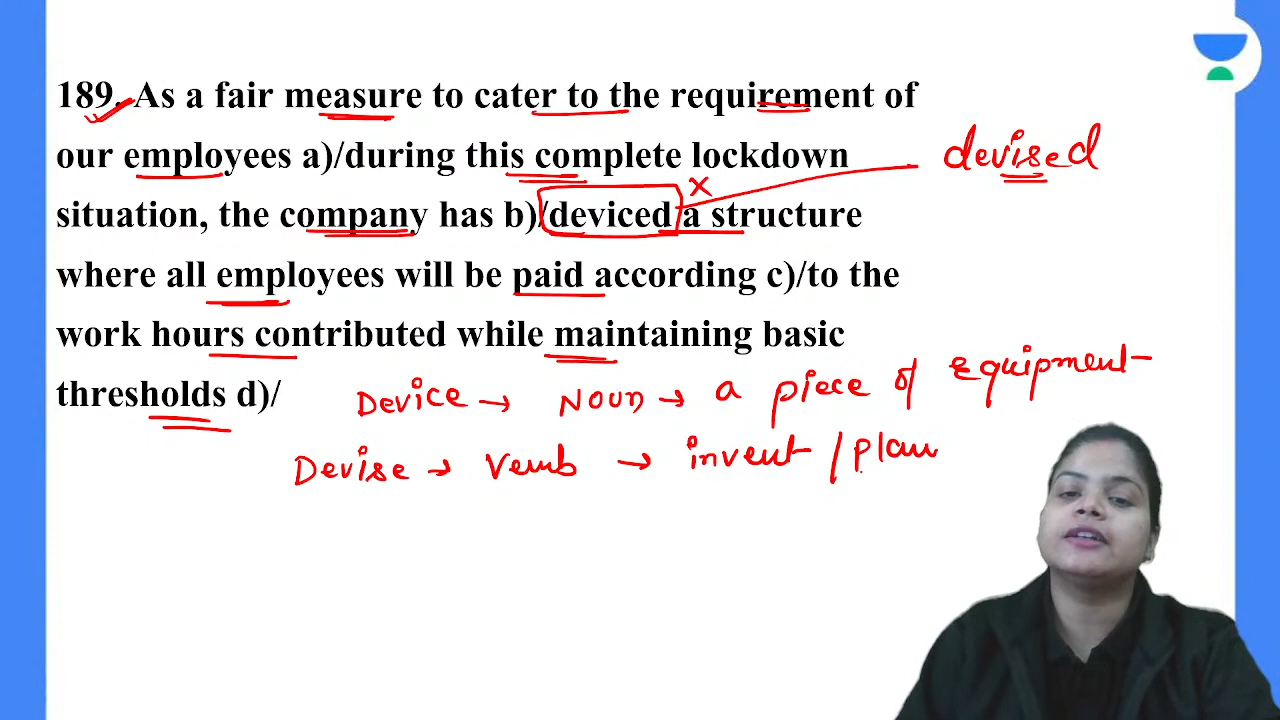 189. As a fair measure to cater to the requirement of
our employees a)/during this complete lockdown
devised
situation, the company has b)/deviced a structure
x
where all employees will be paid according c)/to the
work hours contributed while maintaining basic
thresholds d)/
Device → Noun → a piece of Equipment
Devise → Verb → invent / plan